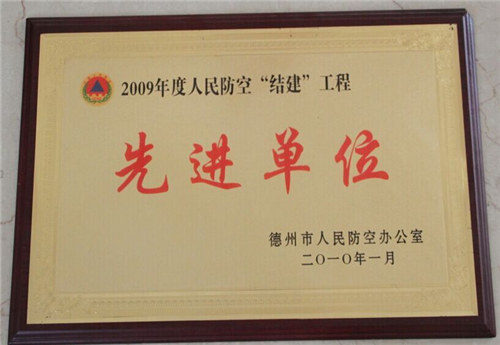 2009年度人民防空“结建”工程
先进单位
德州市人民防空办公室
二〇一〇年一月